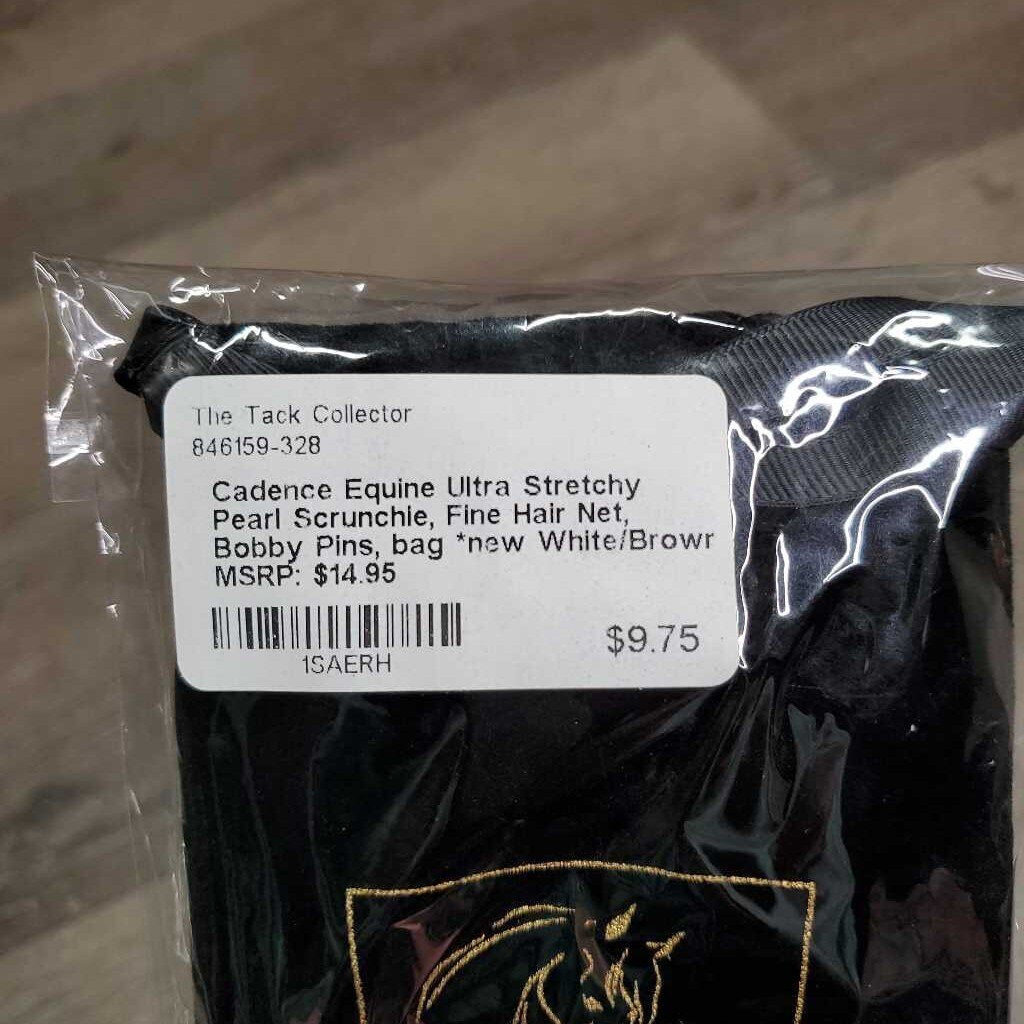 The Tack Collector
846159-328
Cadence Equine Ultra Stretchy
Pearl Scrunchie, Fine Hair Net,
Bobby Pins, bag *new White/Browr
MSRP: $14.95
1SAERH
$9.75